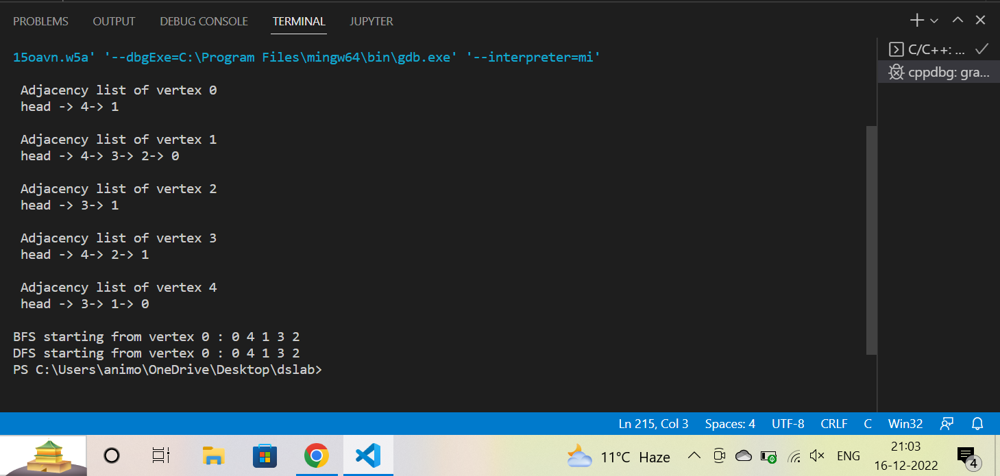 PROBLEMS OUTPUT DEBUG CONSOLE TERMINAL JUPYTER
15oavn.w5a' '--dbgExe=C:\Program Files\mingw64\bin\gdb.exe' '--interpreter=mi'
C/C++: ...
cppdbg: gra...
Adjacency list of vertex 0
head -> 4-> 1
Adjacency list of vertex 1
head -> 4-> 3-> 2-> 0
Adjacency list of vertex 2
head -> 3-> 1
Adjacency list of vertex 3
head -> 4-> 2-> 1
Adjacency list of vertex 4
head -> 3-> 1-> 0
BFS starting from vertex 0 : 0 4 1 3 2
DFS starting from vertex 0 : 0 4 1 3 2
PS C:\Users\animo\OneDrive\Desktop\dslab>
Ln 215, Col 3 Spaces: 4 UTF-8 CRLF C Win32
11°C Haze ENG
21:03
16-12-2022
4